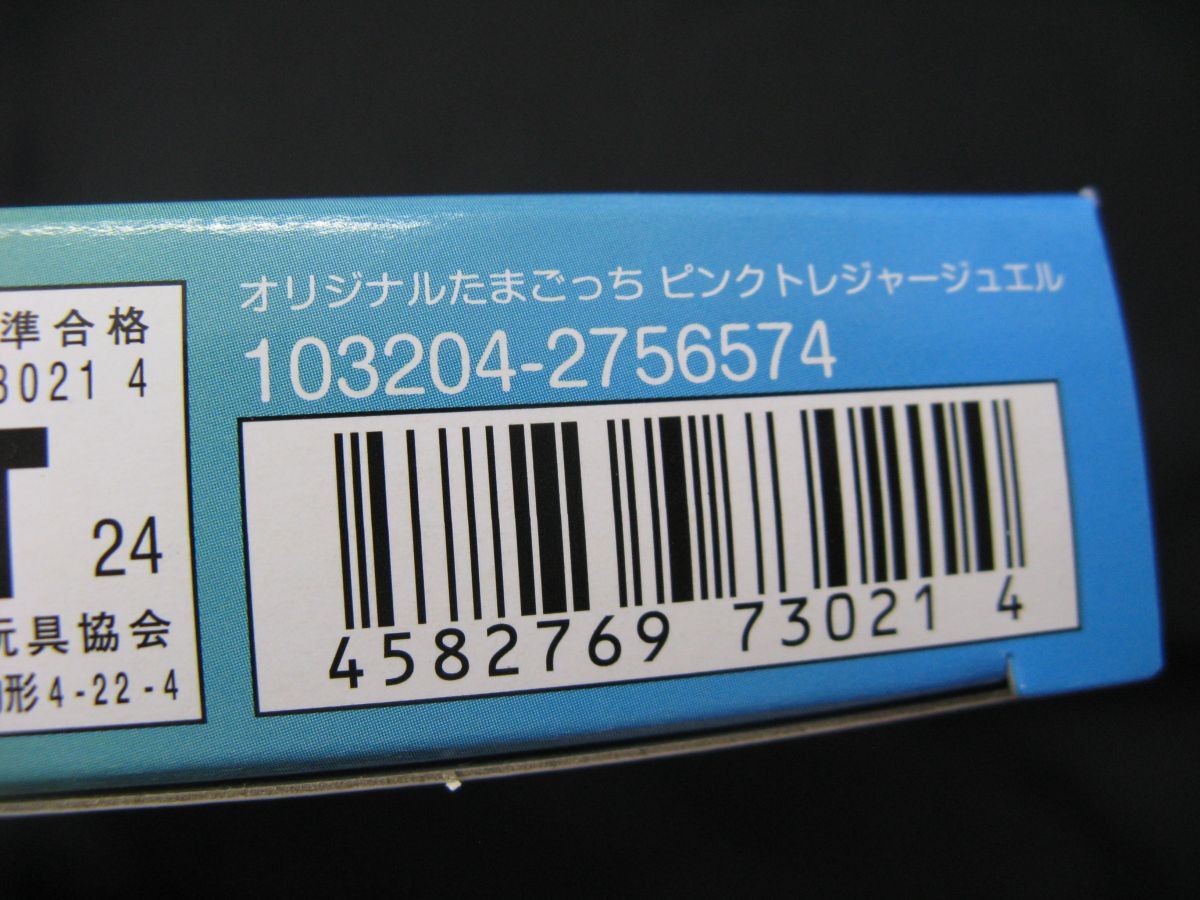 オリジナルたまごっち ピンクトレジャージュエル
103204-2756574
4582769 73021 4
準合格
3021 4
T
24
玩具協会
形4-22-4